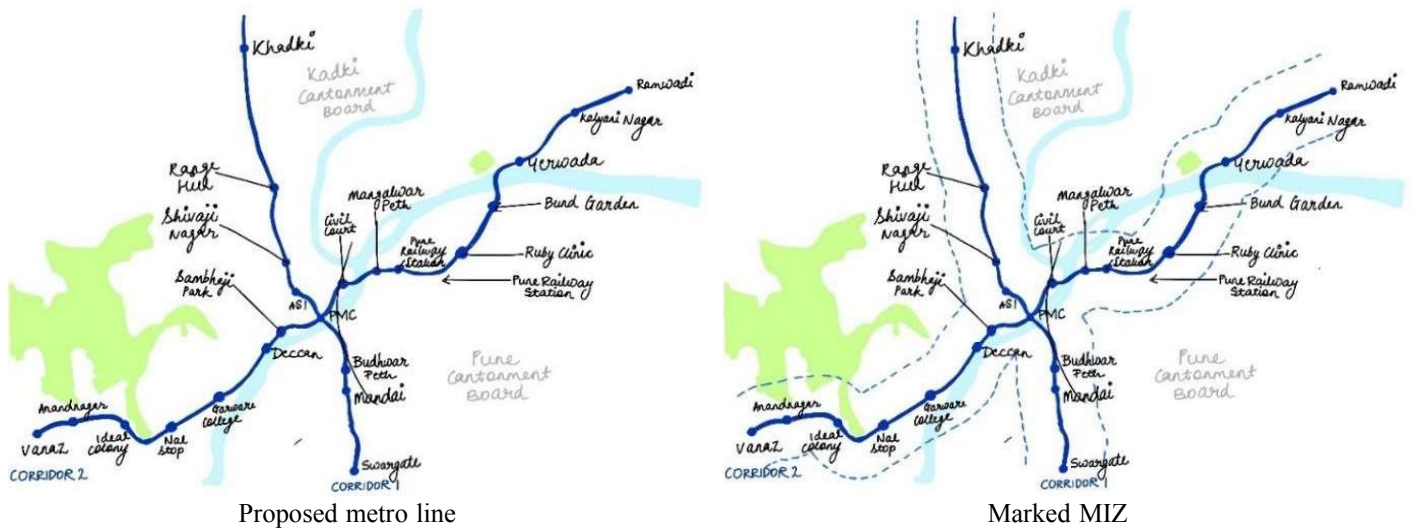 Khadki
Kadki
Cantonment
Board
Ramwadi
Kalyani Nagar
Yerwada
Range
Hill
Mangalwar
Peth
Bund Garden
Shivaji
Nagar
Civil
Court
Pune
Railway
Station
Ruby Clinic
Sambhaji
Park
Pune Railway
Station
ASI
PMC
Deccan
Budhwar
Peth
Pune
Cantonment
Board
Mandai
Anandnagar
Garware
College
Vanaz
Ideal
Colony
Nal
Stop
Swargate
CORRIDOR 2
CORRIDOR 1
Proposed metro line
Khadki
Kadki
Cantonment
Board
Ramwadi
Kalyani Nagar
Yerwada
Range
Hill
Mangalwar
Peth
Bund Garden
Shivaji
Nagar
Civil
Court
Pune
Railway
Station
Ruby Clinic
Sambhaji
Park
Pune Railway
Station
ASI
PMC
Deccan
Budhwar
Peth
Pune
Cantonment
Board
Mandai
Anandnagar
Garware
College
Vanaz
Ideal
Colony
Nal
Stop
Swargate
CORRIDOR 2
CORRIDOR 1
Marked MIZ